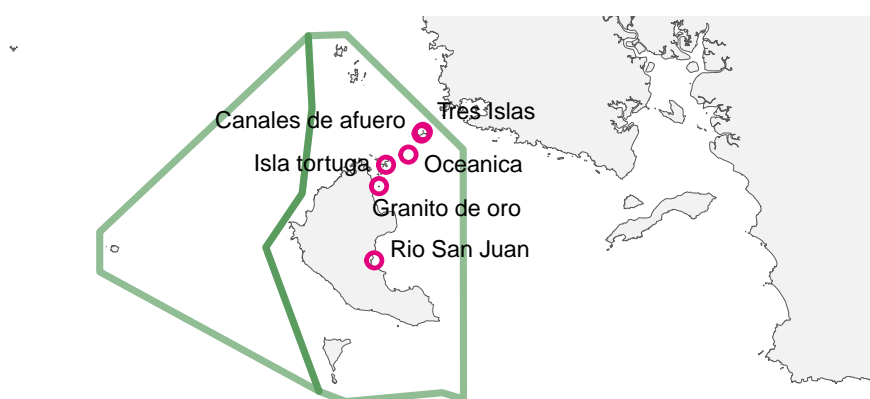 Tres Islas
Canales de afuero
Isla tortuga
Oceanica
Granito de oro
Rio San Juan